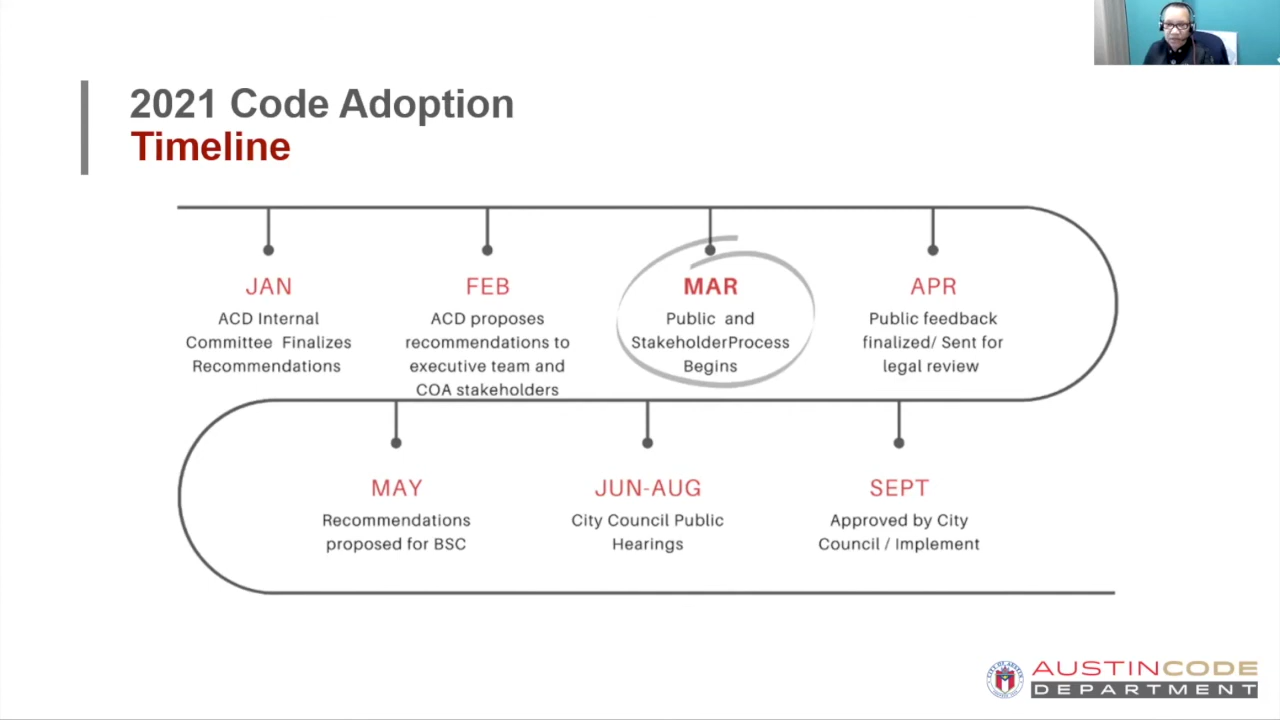 2021 Code Adoption
Timeline
JAN
ACD Internal
Committee Finalizes
Recommendations
FEB
ACD proposes
recommendations to
executive team and
COA stakeholders
MAR
Public and
StakeholderProcess
Begins
APR
Public feedback
finalized/ Sent for
legal review
MAY
Recommendations
proposed for BSC
JUN-AUG
City Council Public
Hearings
SEPT
Approved by City
Council / Implement
AUSTINCODE
DEPARTMENT